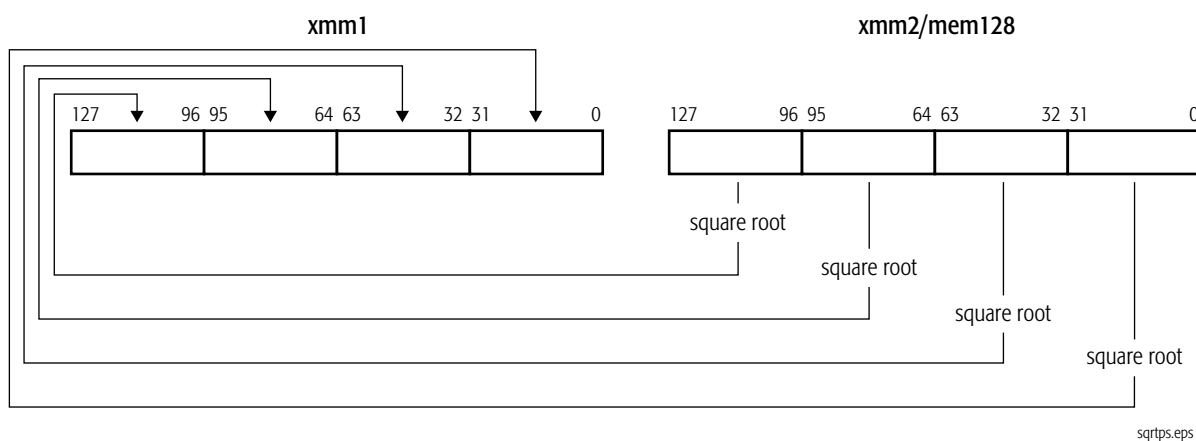 xmm1 xmm2/mem128
127 96 95 64 63 32 31 0 127 96 95 64 63 32 31 0
square root
square root
square root
square root
sqrtps.eps